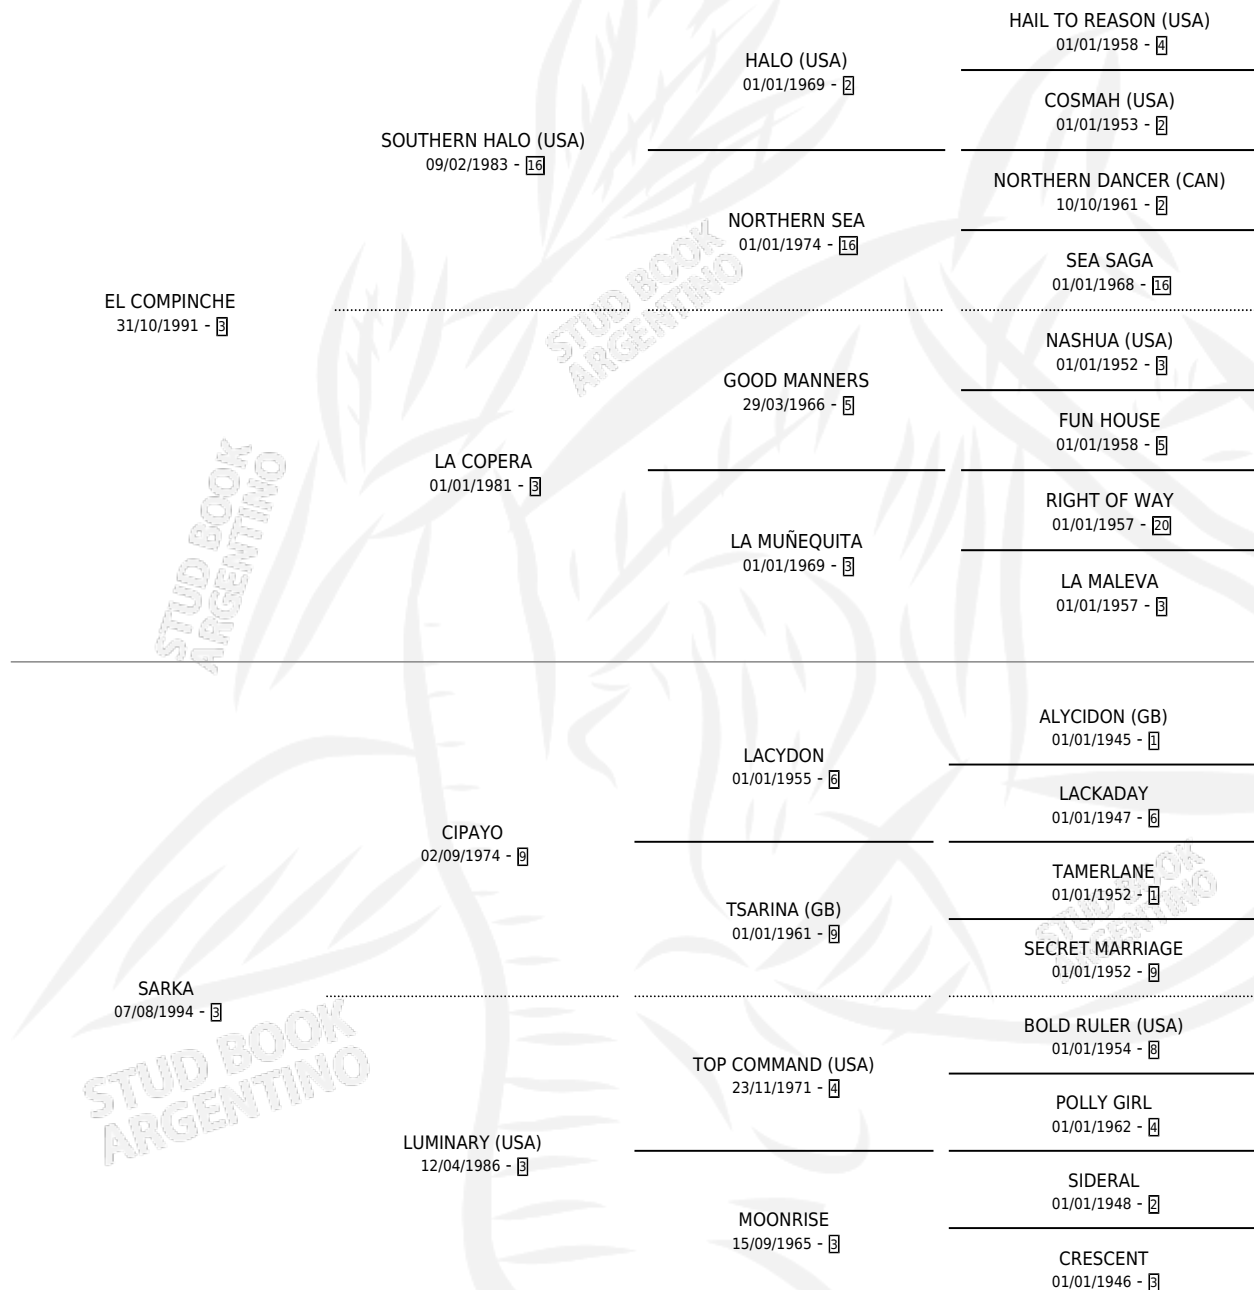 HAIL TO REASON (USA)
01/01/1958 - 4
HALO (USA)
01/01/1969 - 2
COSMAH (USA)
01/01/1953 - 2
SOUTHERN HALO (USA)
09/02/1983 - 16
NORTHERN DANCER (CAN)
10/10/1961 - 2
NORTHERN SEA
01/01/1974 - 16
SEA SAGA
01/01/1968 - 16
EL COMPINCHE
31/10/1991 - 3
NASHUA (USA)
01/01/1952 - 3
GOOD MANNERS
29/03/1966 - 5
FUN HOUSE
01/01/1958 - 5
LA COPERA
01/01/1981 - 3
RIGHT OF WAY
01/01/1957 - 20
LA MUÑEQUITA
01/01/1969 - 3
LA MALEVA
01/01/1957 - 3
ALYCIDON (GB)
01/01/1945 - 1
LACYDON
01/01/1955 - 6
LACKADAY
01/01/1947 - 6
CIPAYO
02/09/1974 - 9
TAMERLANE
01/01/1952 - 1
TSARINA (GB)
01/01/1961 - 9
SECRET MARRIAGE
01/01/1952 - 9
SARKA
07/08/1994 - 3
BOLD RULER (USA)
01/01/1954 - 8
TOP COMMAND (USA)
23/11/1971 - 4
POLLY GIRL
01/01/1962 - 4
LUMINARY (USA)
12/04/1986 - 3
SIDERAL
01/01/1948 - 2
MOONRISE
15/09/1965 - 3
CRESCENT
01/01/1946 - 3
STUD BOOK
ARGENTINO
STUD BOOK
ARGENTINO
STUD BOOK
ARGENTINO
STUD BOOK
ARGENTINO